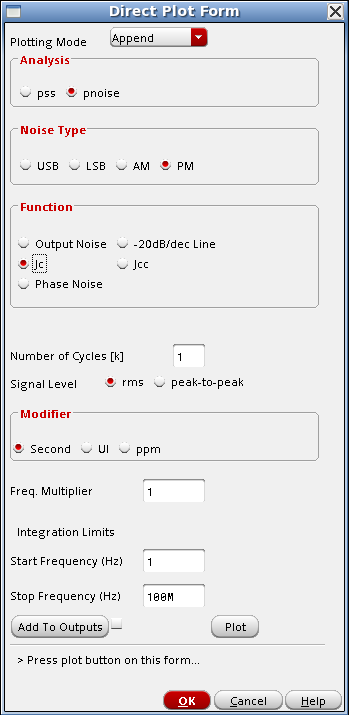 Direct Plot Form
Plotting Mode Append
Analysis
pss pnoise
Noise Type
USB LSB AM PM
Function
Output Noise -20dB/dec Line
Jc Jcc
Phase Noise
Number of Cycles [k] 1
Signal Level rms peak-to-peak
Modifier
Second UI ppm
Freq. Multiplier 1
Integration Limits
Start Frequency (Hz) 1
Stop Frequency (Hz) 100M
Add To Outputs Plot
> Press plot button on this form...
OK Cancel Help